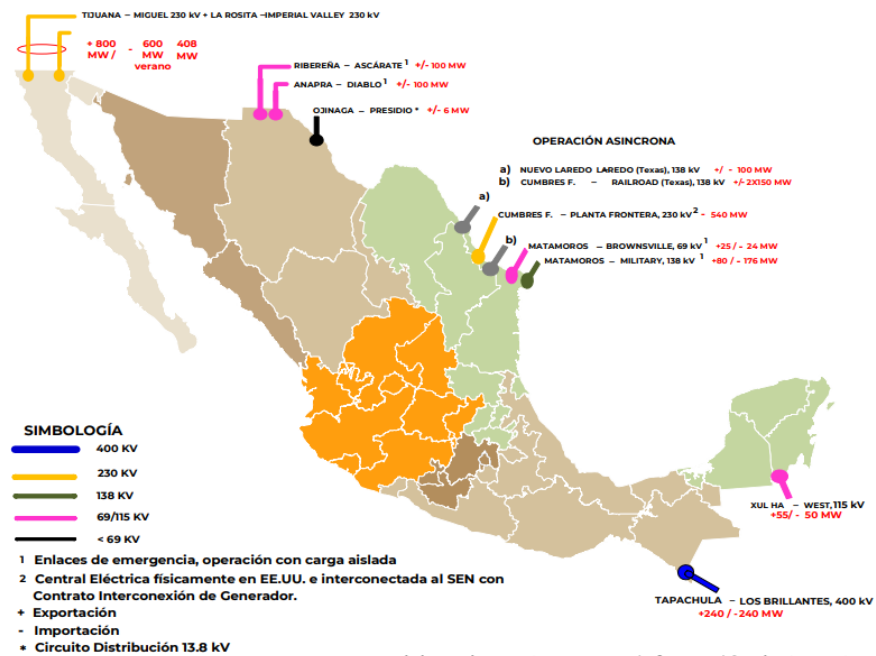 TIJUANA – MIGUEL 230 kV + LA ROSITA –IMPERIAL VALLEY 230 kV
+ 800 MW / - 600 MW verano 408 MW
RIBEREÑA – ASCÁRATE 1 +/- 100 MW
ANAPRA – DIABLO 1 +/- 100 MW
OJINAGA – PRESIDIO * +/- 6 MW
OPERACIÓN ASINCRONA
a) NUEVO LAREDO LAREDO (Texas), 138 kV +/ - 100 MW
b) CUMBRES F. – RAILROAD (Texas), 138 kV +/- 2X150 MW
a)
CUMBRES F. – PLANTA FRONTERA, 230 kV 2 - 540 MW
b)
MATAMOROS – BROWNSVILLE, 69 kV 1 +25 / - 24 MW
MATAMOROS – MILITARY, 138 kV 1 +80 / - 176 MW
SIMBOLOGÍA
400 KV
230 KV
138 KV
69/115 KV
< 69 KV
XUL HA – WEST, 115 kV
+55/ - 50 MW
TAPACHULA – LOS BRILLANTES, 400 kV
+240 / -240 MW
1 Enlaces de emergencia, operación con carga aislada
2 Central Eléctrica físicamente en EE.UU. e interconectada al SEN con
Contrato Interconexión de Generador.
+ Exportación
- Importación
* Circuito Distribución 13.8 kV